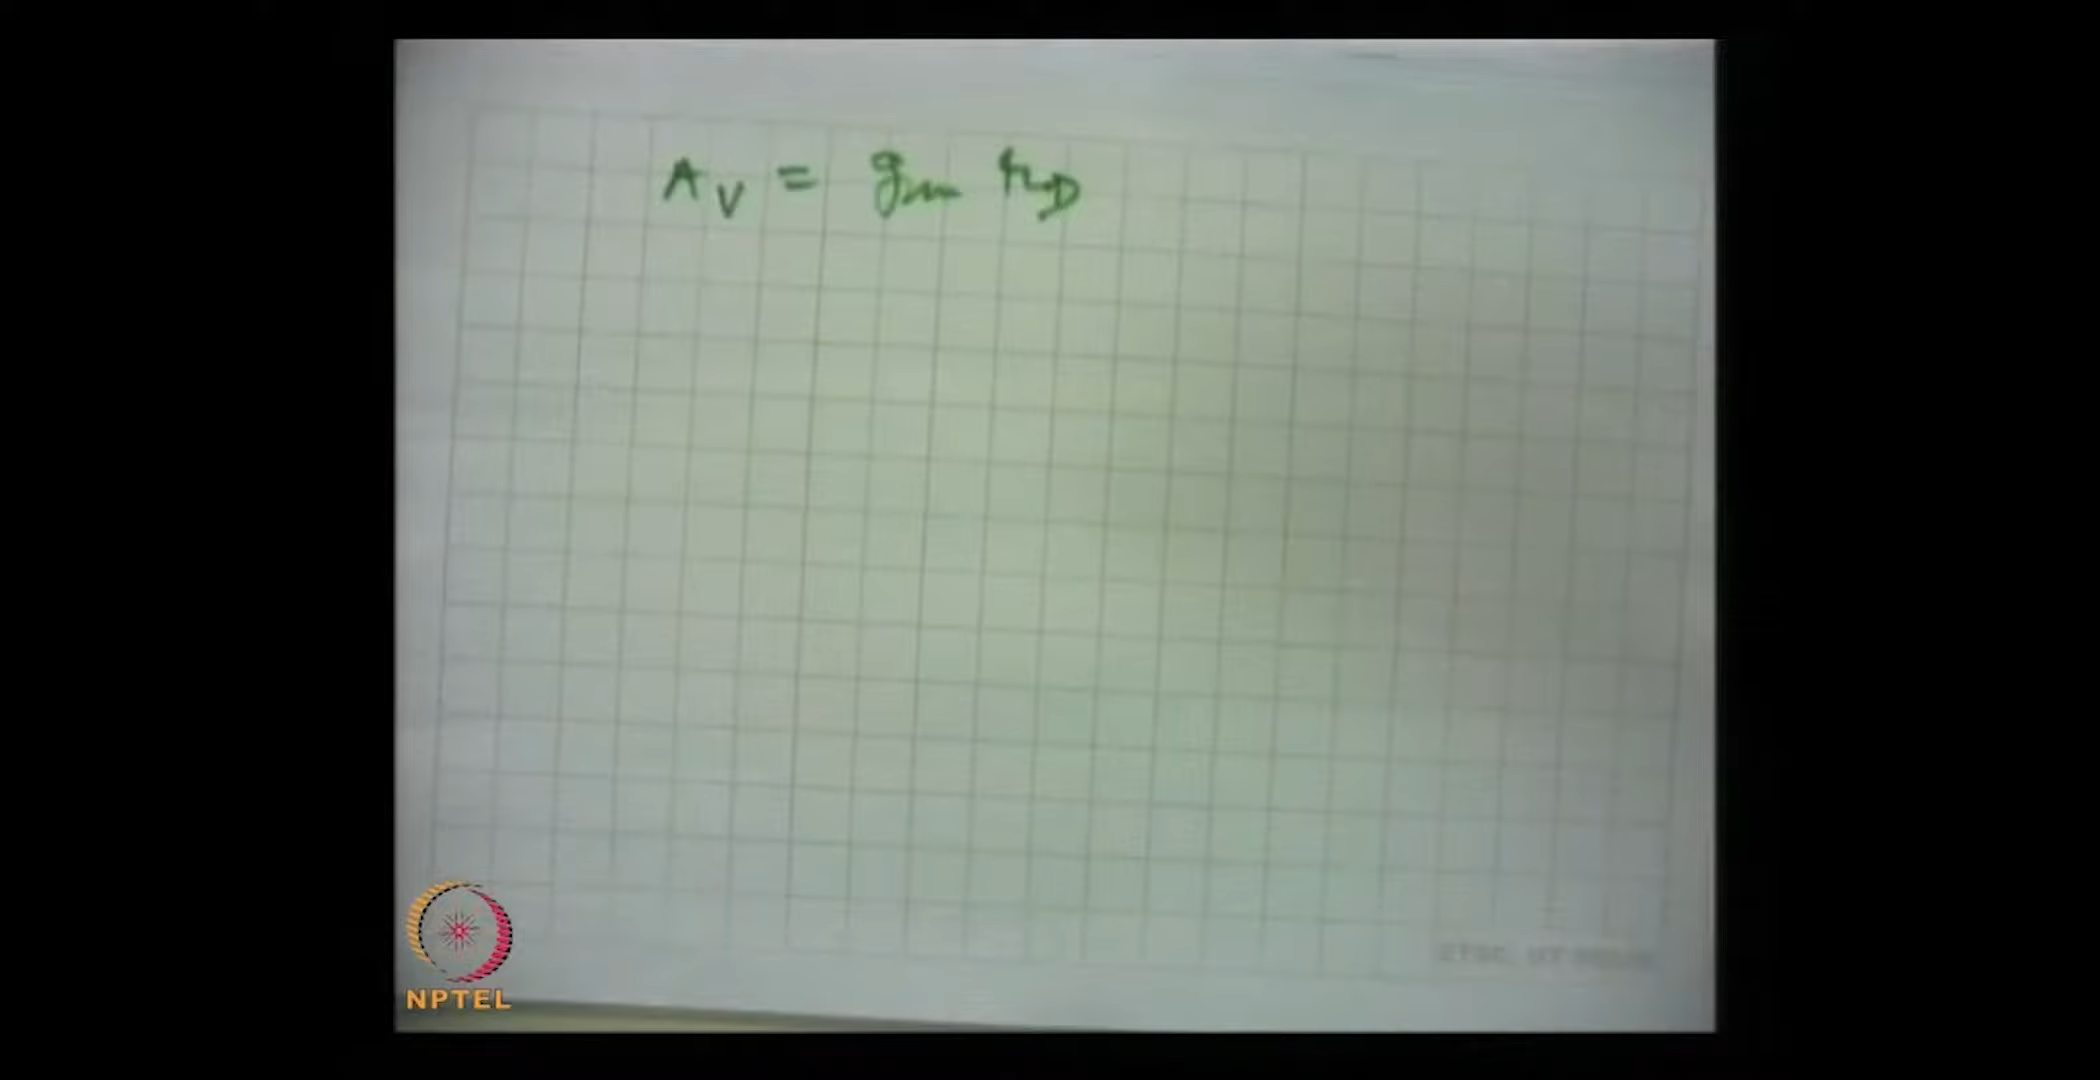 A_V = g_m r_D
NPTEL